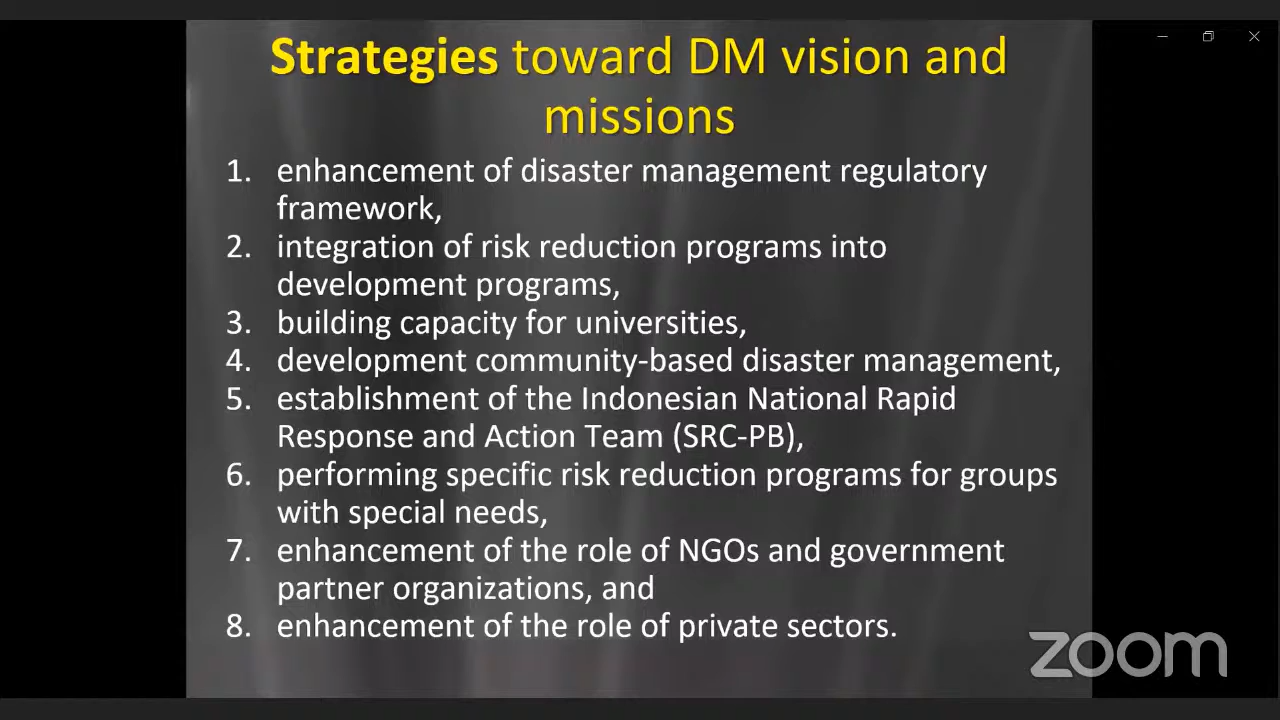 Strategies toward DM vision and
missions
1. enhancement of disaster management regulatory
framework,
2. integration of risk reduction programs into
development programs,
3. building capacity for universities,
4. development community-based disaster management,
5. establishment of the Indonesian National Rapid
Response and Action Team (SRC-PB),
6. performing specific risk reduction programs for groups
with special needs,
7. enhancement of the role of NGOs and government
partner organizations, and
8. enhancement of the role of private sectors.
zoom